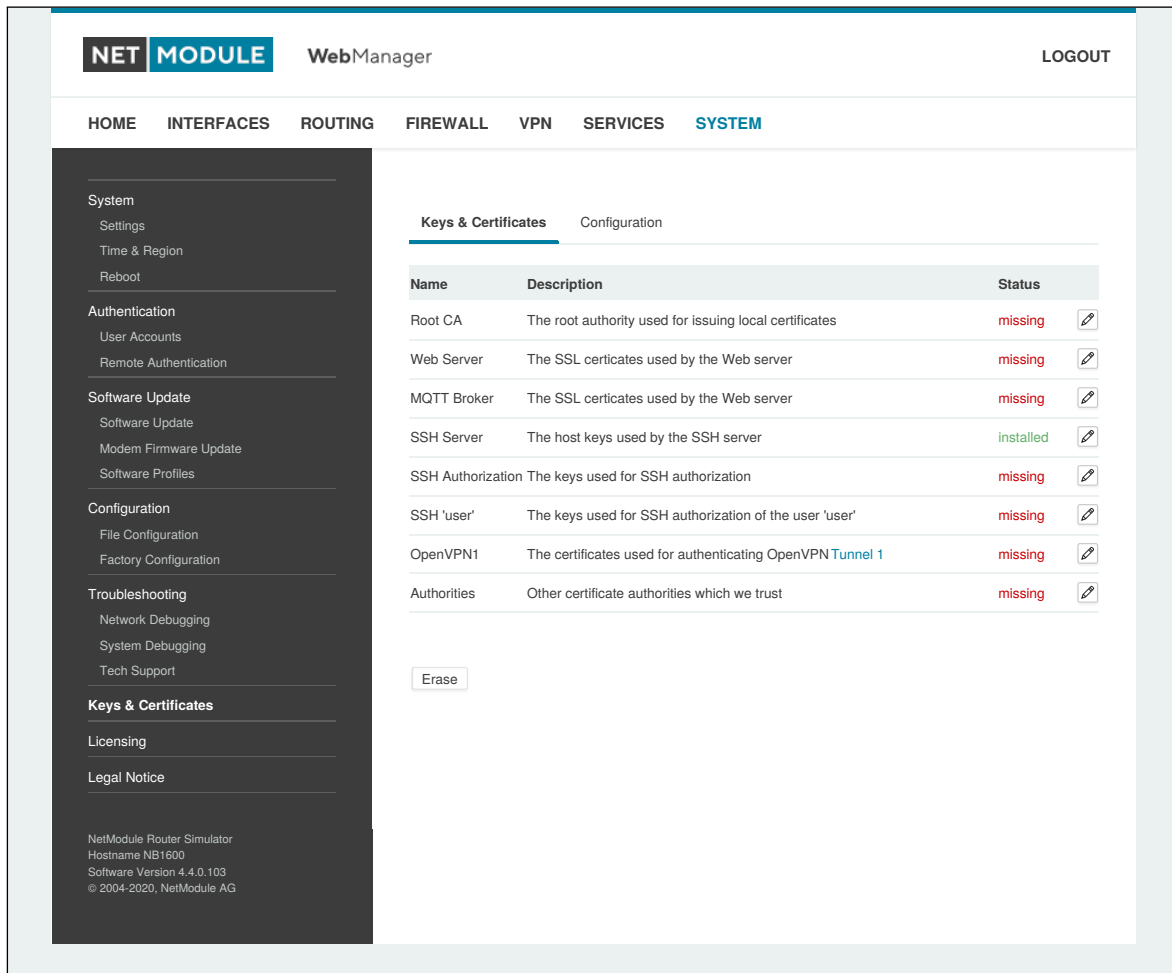 NET MODULE WebManager LOGOUT
HOME INTERFACES ROUTING FIREWALL VPN SERVICES SYSTEM
System
Settings
Time & Region
Reboot
Authentication
User Accounts
Remote Authentication
Software Update
Software Update
Modem Firmware Update
Software Profiles
Configuration
File Configuration
Factory Configuration
Troubleshooting
Network Debugging
System Debugging
Tech Support
Keys & Certificates
Licensing
Legal Notice
NetModule Router Simulator
Hostname NB1600
Software Version 4.4.0.103
© 2004-2020, NetModule AG
Keys & Certificates Configuration
Name Description Status
Root CA The root authority used for issuing local certificates missing
Web Server The SSL certicates used by the Web server missing
MQTT Broker The SSL certicates used by the Web server missing
SSH Server The host keys used by the SSH server installed
SSH Authorization The keys used for SSH authorization missing
SSH 'user' The keys used for SSH authorization of the user 'user' missing
OpenVPN1 The certificates used for authenticating OpenVPN Tunnel 1 missing
Authorities Other certificate authorities which we trust missing
Erase